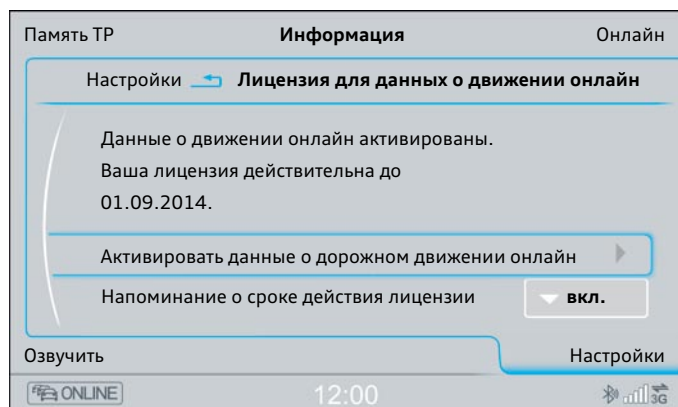 Память TP Информация Онлайн
Настройки Лицензия для данных о движении онлайн
Данные о движении онлайн активированы.
Ваша лицензия действительна до
01.09.2014.
Активировать данные о дорожном движении онлайн
Напоминание о сроке действия лицензии вкл.
Озвучить Настройки
ONLINE 12:00 3G